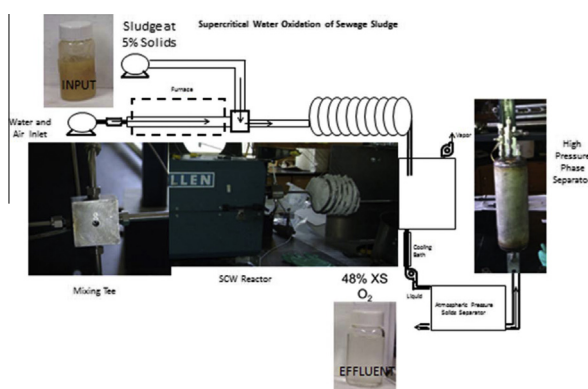 Supercritical Water Oxidation of Sewage Sludge
Sludge at
5% Solids
INPUT
Furnace
Water and
Air Inlet
Vapor
High
Pressure
Phase
Separator
LLEN
Cooling
Bath
Mixing Tee
SCW Reactor
48% XS
O2
Liquid
Atmospheric Pressure
Solids Separator
EFFLUENT